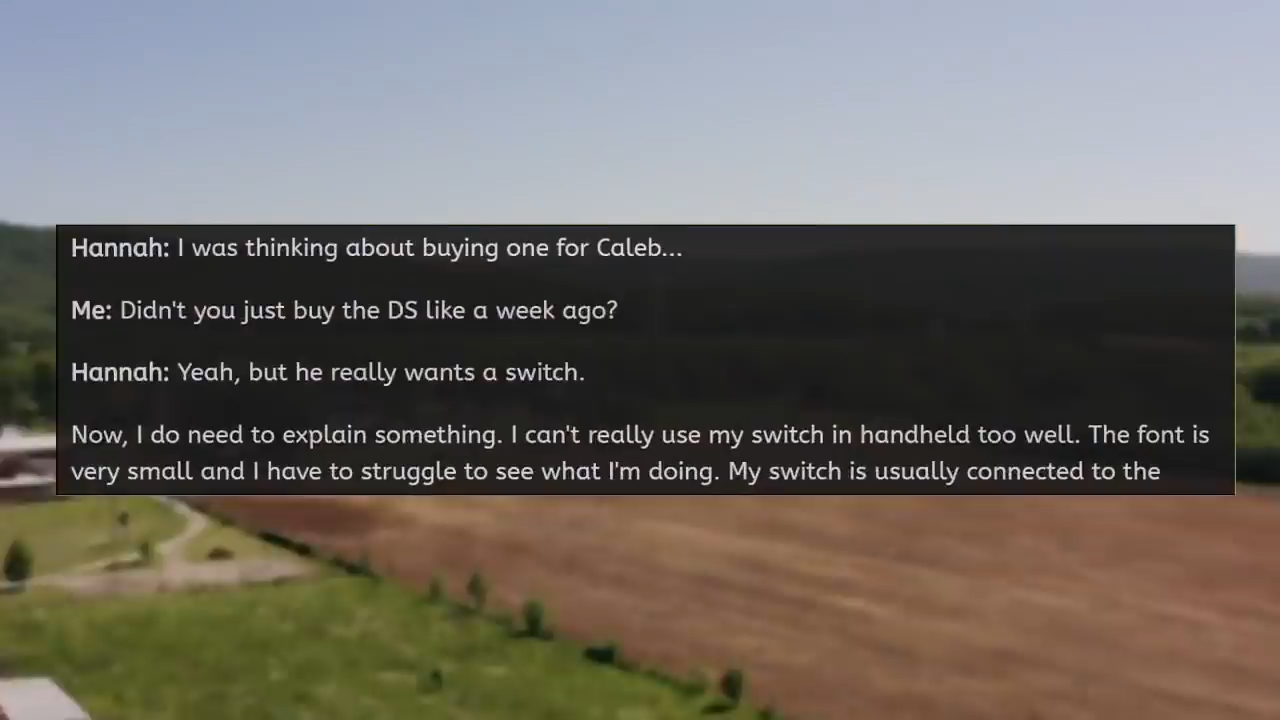 Hannah: I was thinking about buying one for Caleb...
Me: Didn't you just buy the DS like a week ago?
Hannah: Yeah, but he really wants a switch.
Now, I do need to explain something. I can't really use my switch in handheld too well. The font is
very small and I have to struggle to see what I'm doing. My switch is usually connected to the